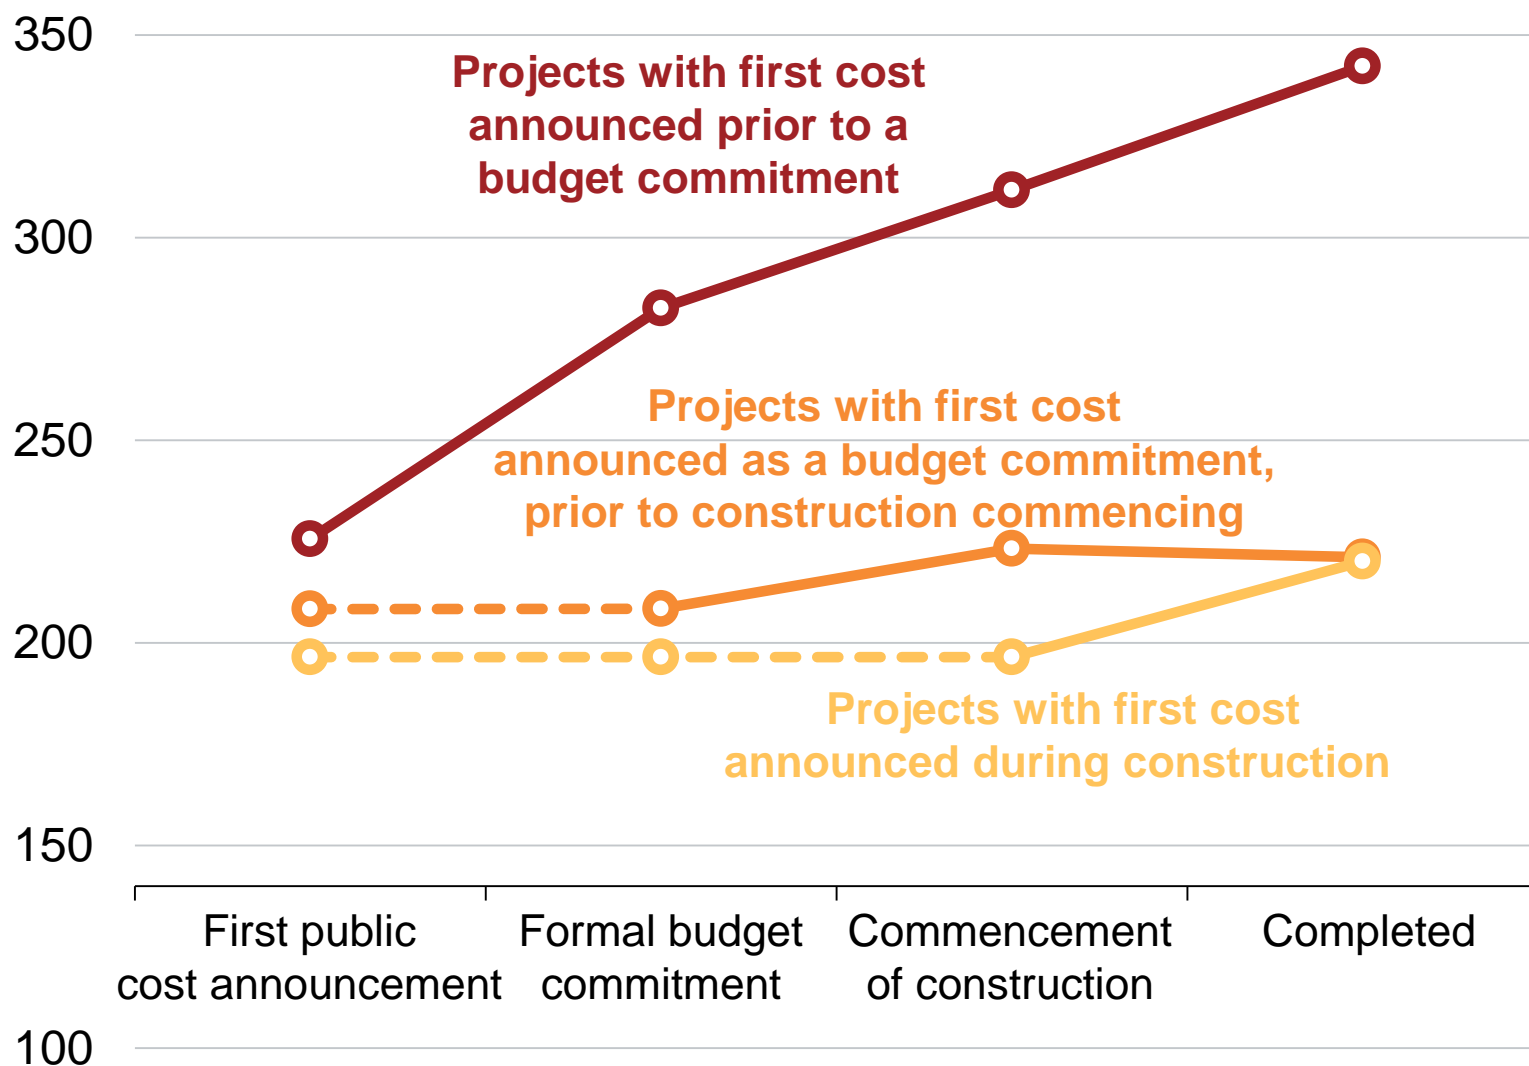 350
Projects with first cost
announced prior to a
budget commitment
300
Projects with first cost
250
announced as a budget commitment,
prior to construction commencing
200
Projects with first cost
announced during construction
150
First public
cost announcement
Formal budget
commitment
Commencement
of construction
Completed
100